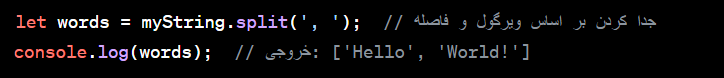 let words = myString.split(', ');  // جدا کردن بر اساس ویرگول و فاصله
console.log(words);  // خروجی: ['Hello', 'World!']